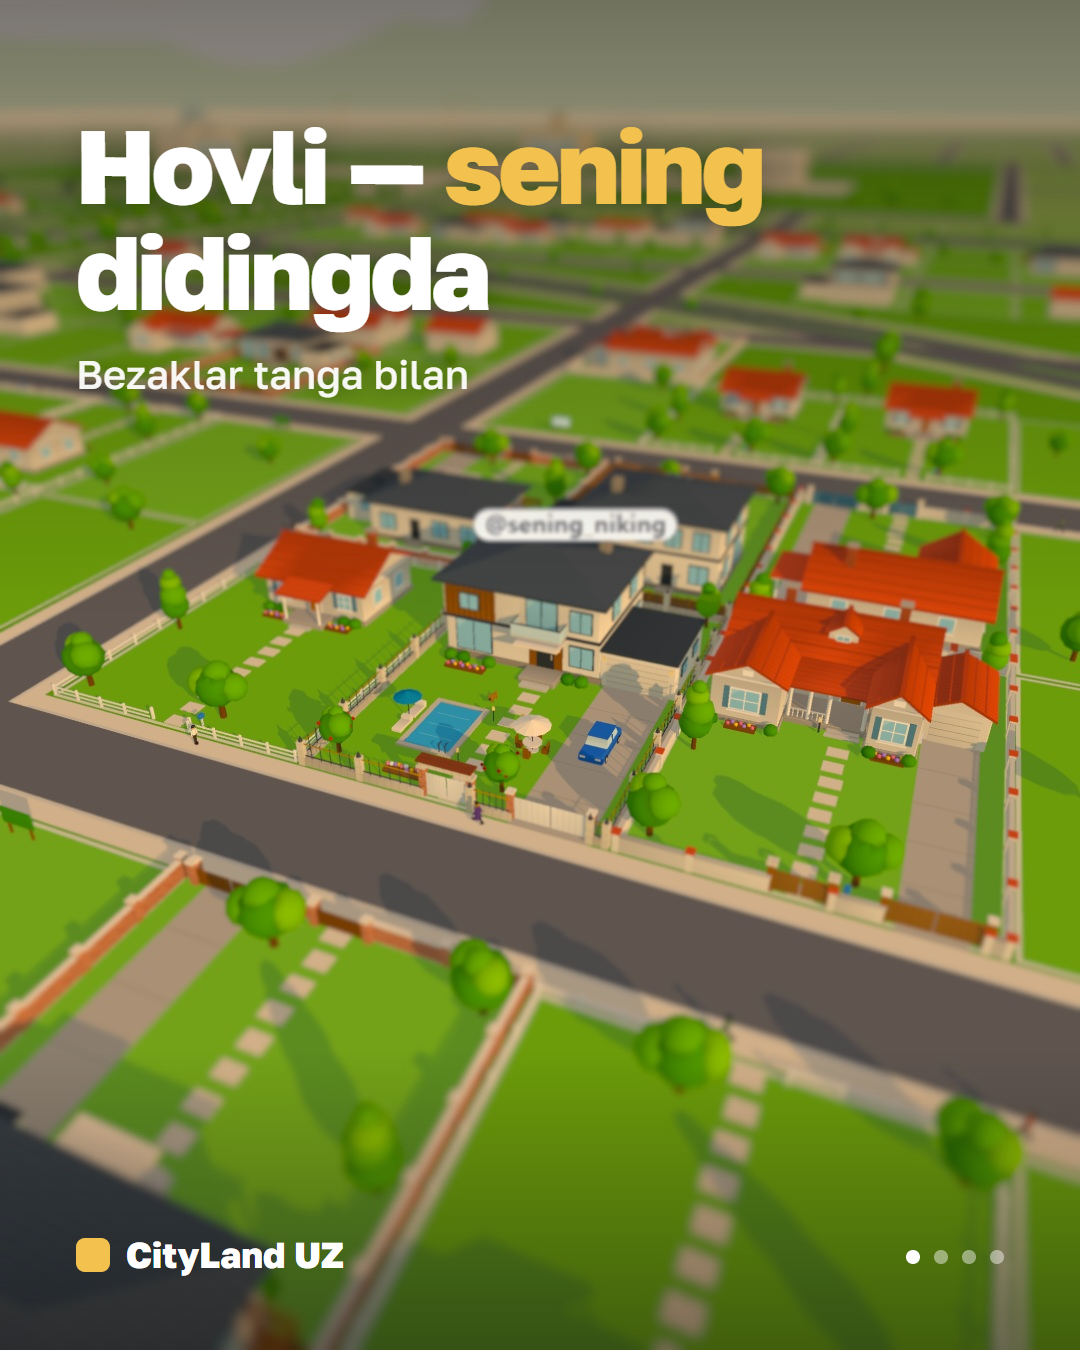 Hovli – sening
didingda
Bezaklar tanga bilan
@sening_niking
CityLand UZ